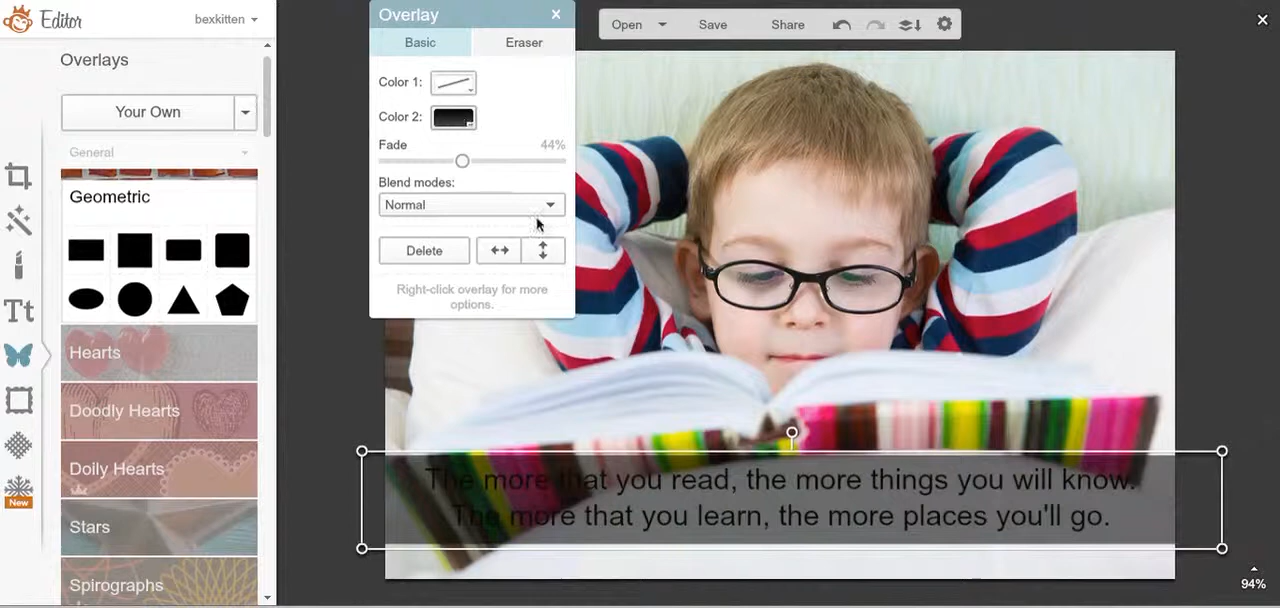 Editor
bexkitten
Overlays
Your Own
General
Geometric
Hearts
Doodly Hearts
Doily Hearts
Stars
Spirographs
Tt
New
Overlay
Basic
Eraser
Color 1:
Color 2:
Fade
44%
Blend modes:
Normal
Delete
Right-click overlay for more
options.
Open
Save
Share
The more that you read, the more things you will know.
The more that you learn, the more places you'll go.
94%